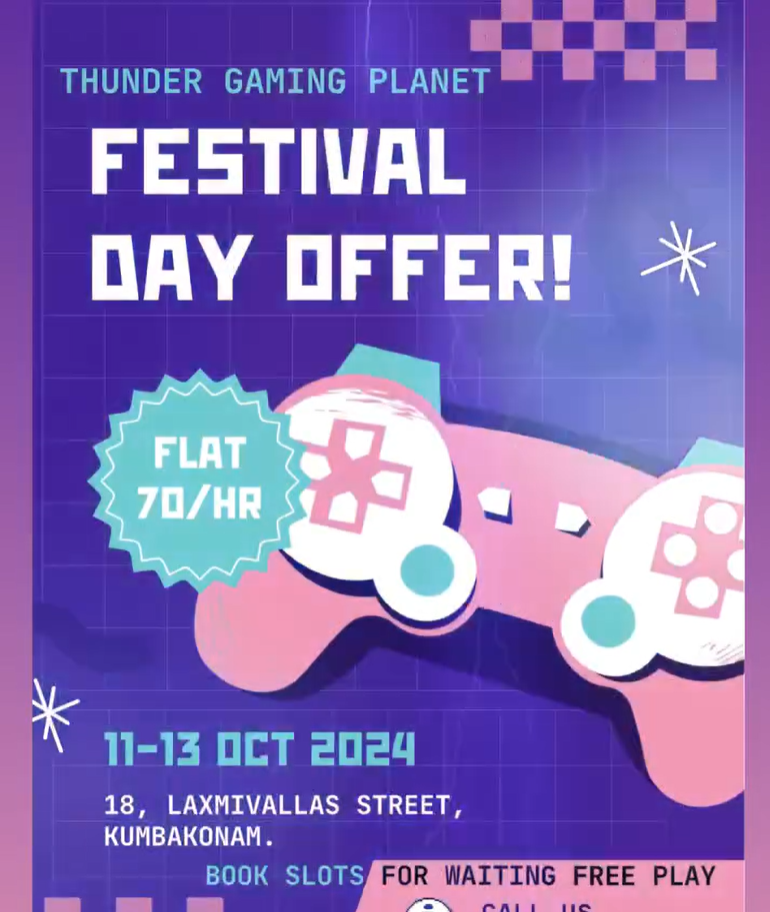 THUNDER GAMING PLANET
FESTIVAL
DAY OFFER!
FLAT
70/HR
11-13 OCT 2024
18, LAXMIVALLAS STREET,
KUMBAKONAM.
BOOK SLOTS FOR WAITING FREE PLAY
CALL US